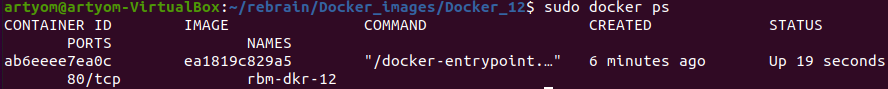 artyom@artyom-VirtualBox:~/rebrain/Docker_images/Docker_12$ sudo docker ps
CONTAINER ID   IMAGE          COMMAND                  CREATED         STATUS
     PORTS                NAMES
ab6eeee7ea0c   ea1819c829a5   "/docker-entrypoint.…"   6 minutes ago   Up 19 seconds
     80/tcp               rbm-dkr-12